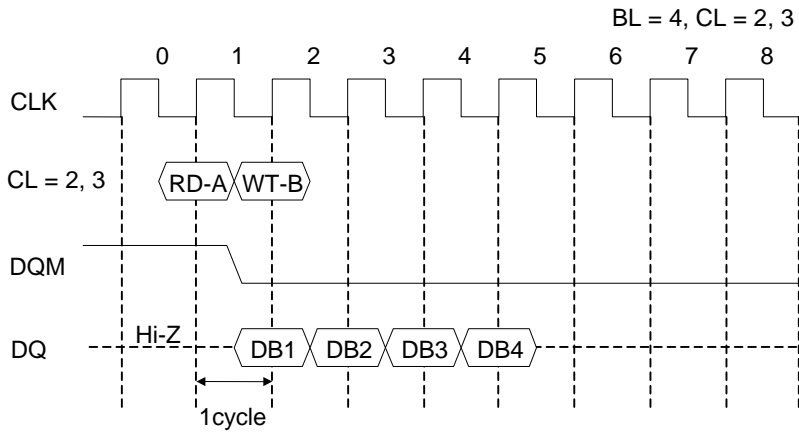 BL = 4, CL = 2, 3
0 1 2 3 4 5 6 7 8
CLK
CL = 2, 3 RD-A WT-B
DQM
Hi-Z
DQ DB1 DB2 DB3 DB4
1cycle